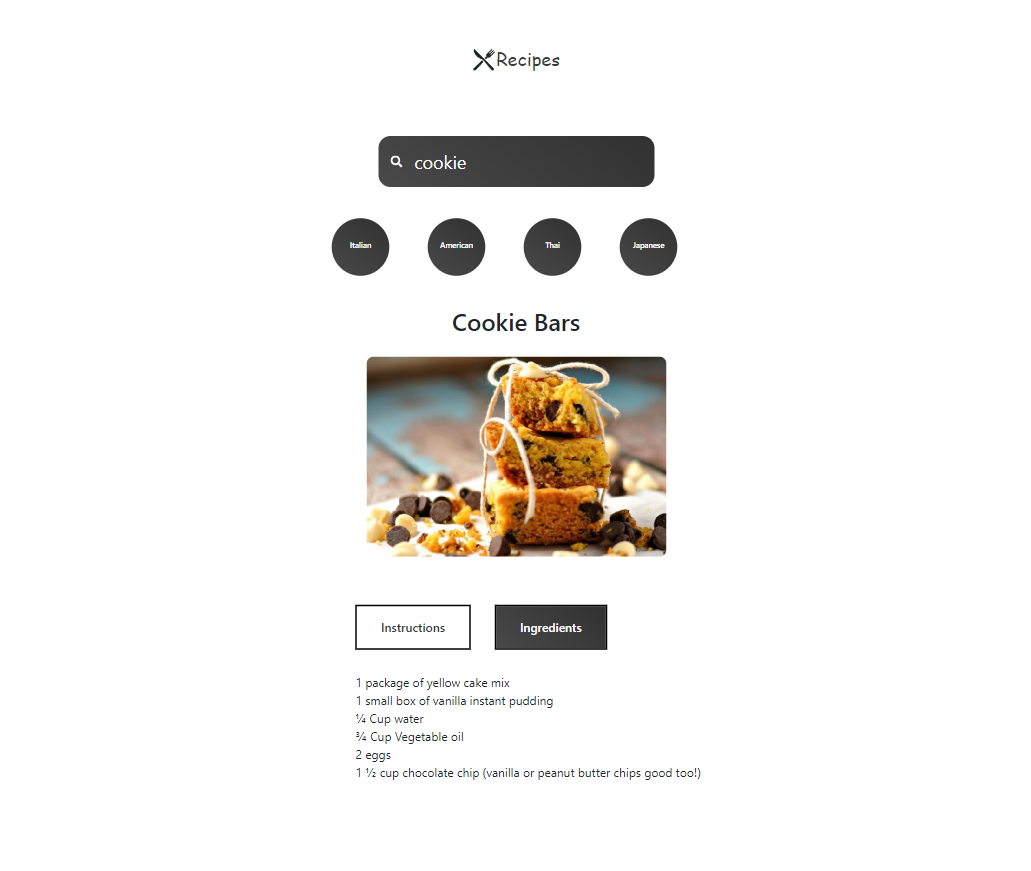 Recipes
cookie
Italian
American
Thai
Japanese
Cookie Bars
Instructions
Ingredients
1 package of yellow cake mix
1 small box of vanilla instant pudding
¼ Cup water
¾ Cup Vegetable oil
2 eggs
1 ½ cup chocolate chip (vanilla or peanut butter chips good too!)